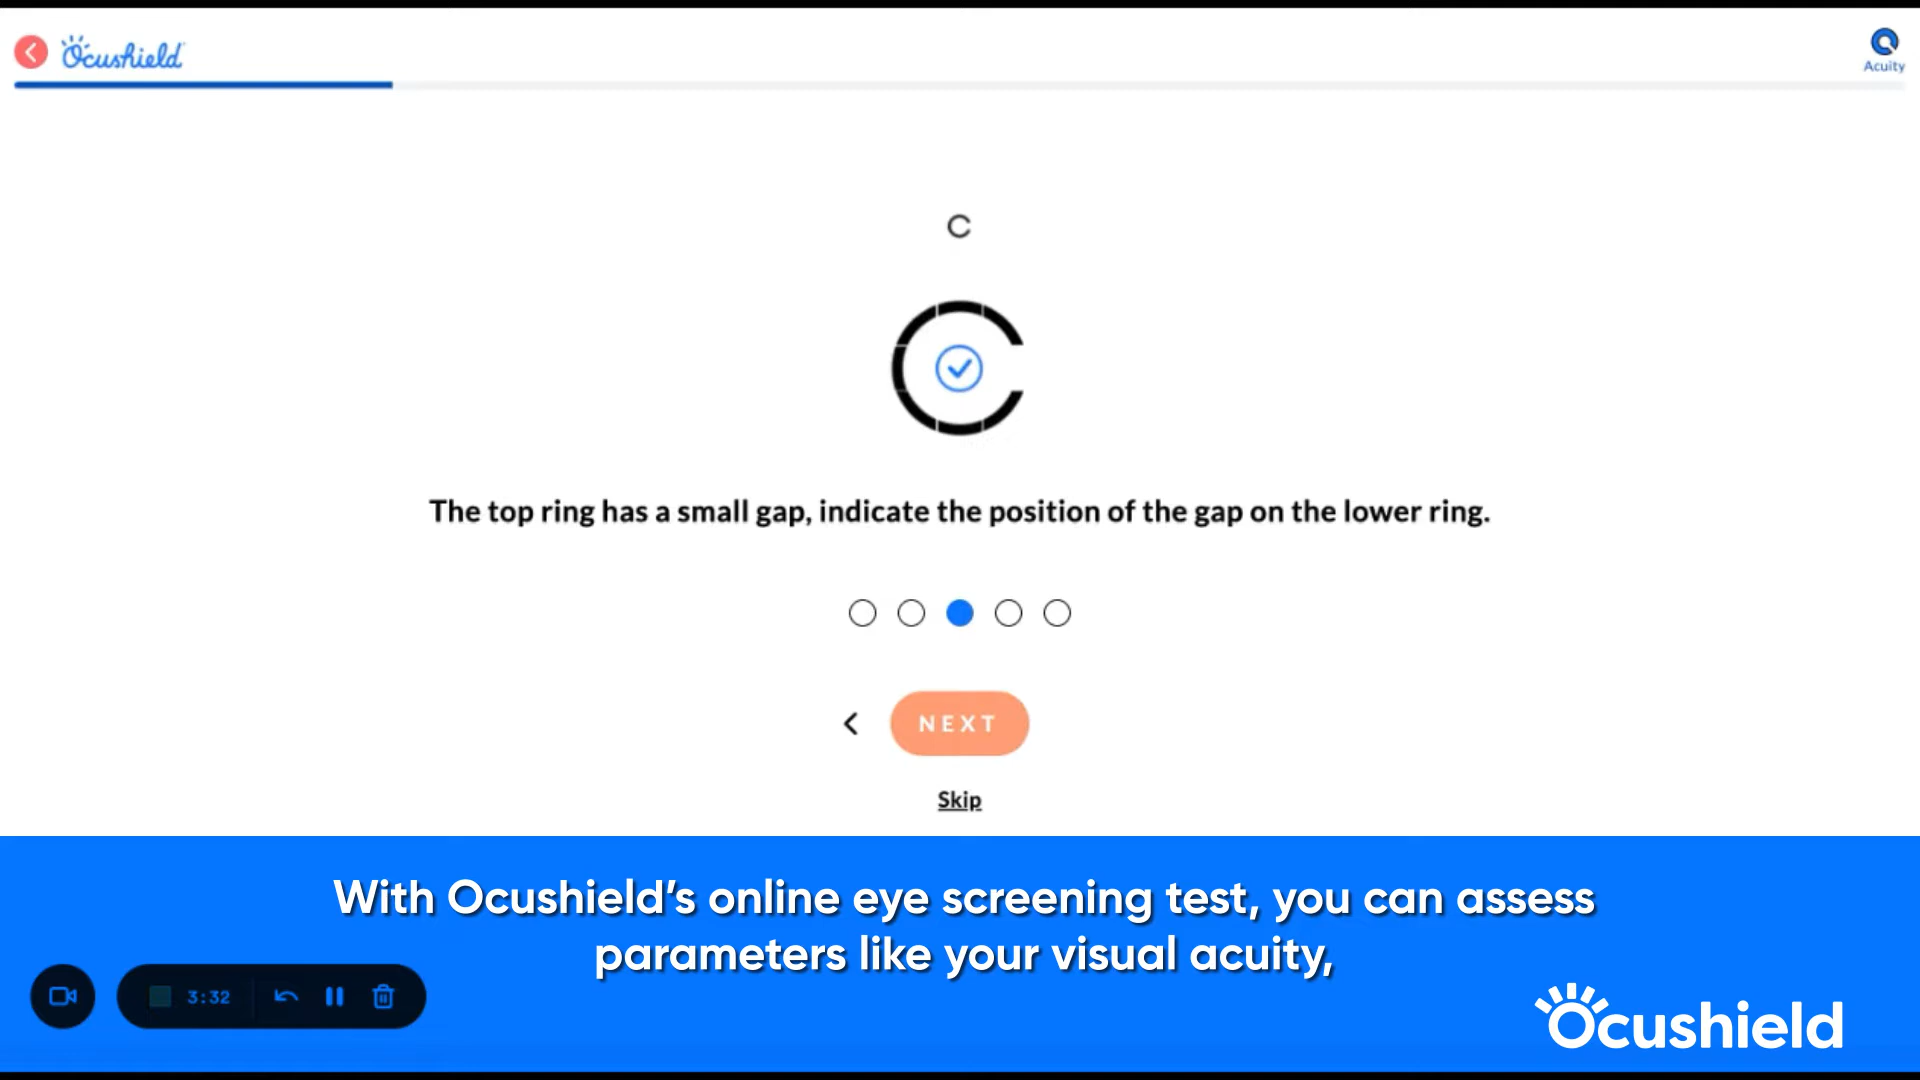 Ocushield
Acuity
C
The top ring has a small gap, indicate the position of the gap on the lower ring.
NEXT
Skip
With Ocushield’s online eye screening test, you can assess
parameters like your visual acuity,
3:32
Ocushield